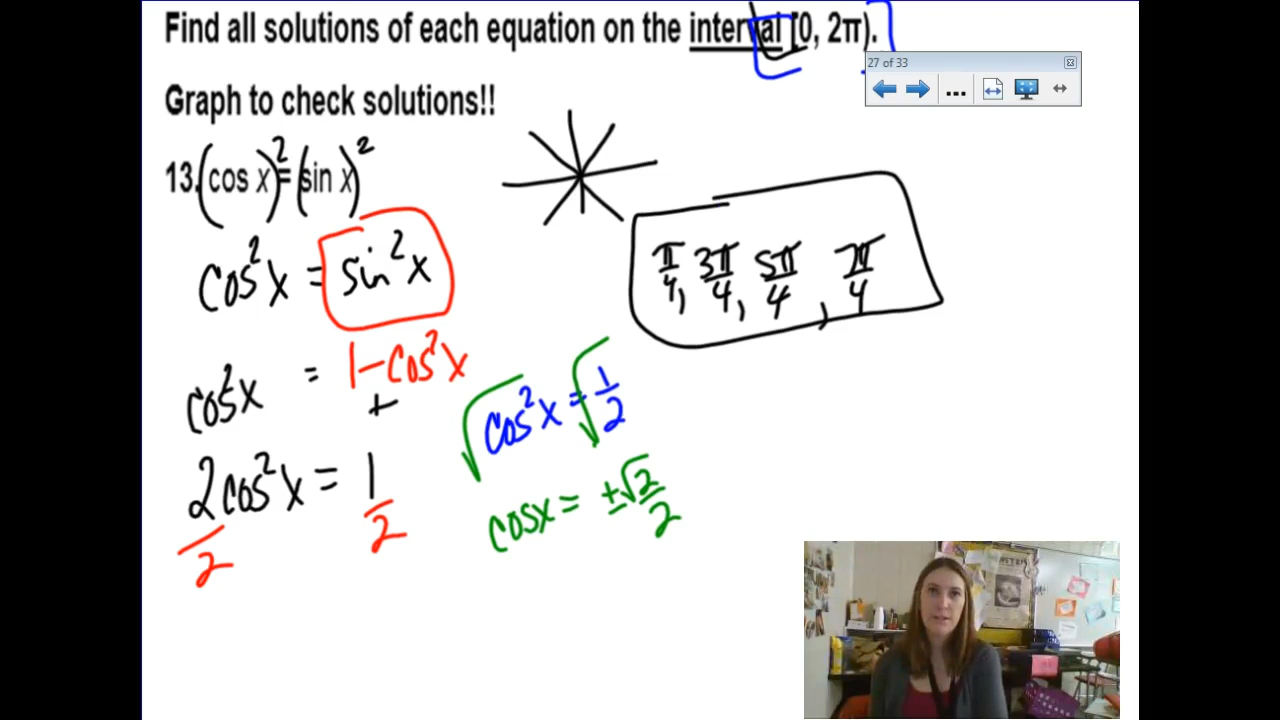 Find all solutions of each equation on the interval [0, 2π).
27 of 33
Graph to check solutions!!
13. (cos x)² = (sin x)²
cos²x = sin²x
π/4, 3π/4, 5π/4, 7π/4
cos²x = 1-cos²x
+
√cos²x = √1/2
2cos²x/2 = 1/2
cosx = ±√2/2